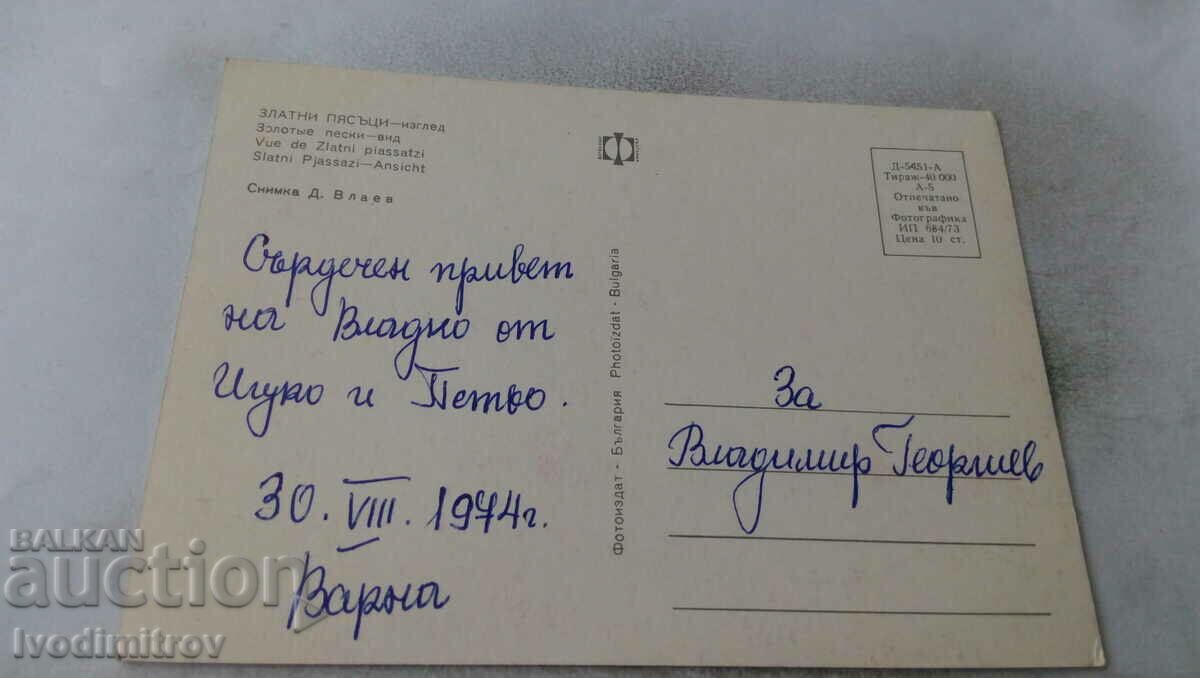 ЗЛАТНИ ПЯСЪЦИ—изглед
Золотые пески—вид
Vue de Zlatni piassatzi
Slatni Pjassazi—Ansicht
Снимка Д. Влаев
Сърдечен привет
на Владко от
и Петьо.
30. VIII. 1974г.
Варна
Фотоиздат - България Photoizdat - Bulgaria
Д-5451-А
Тираж-40 000
А-5
Отпечатано
във
Фотографика
ИП 684/73
Цена 10 ст.
За
Владимир Георгиев
BALKAN
auction
Ivodimitrov